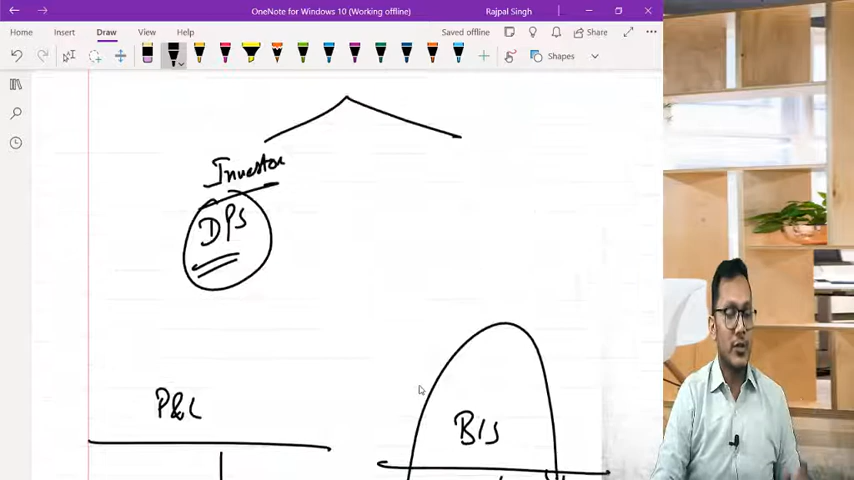 OneNote for Windows 10 (Working offline)
Rajpal Singh
Home Insert Draw View Help
Saved offline
Share
Shapes
Investor
DPS
P&L
B/S